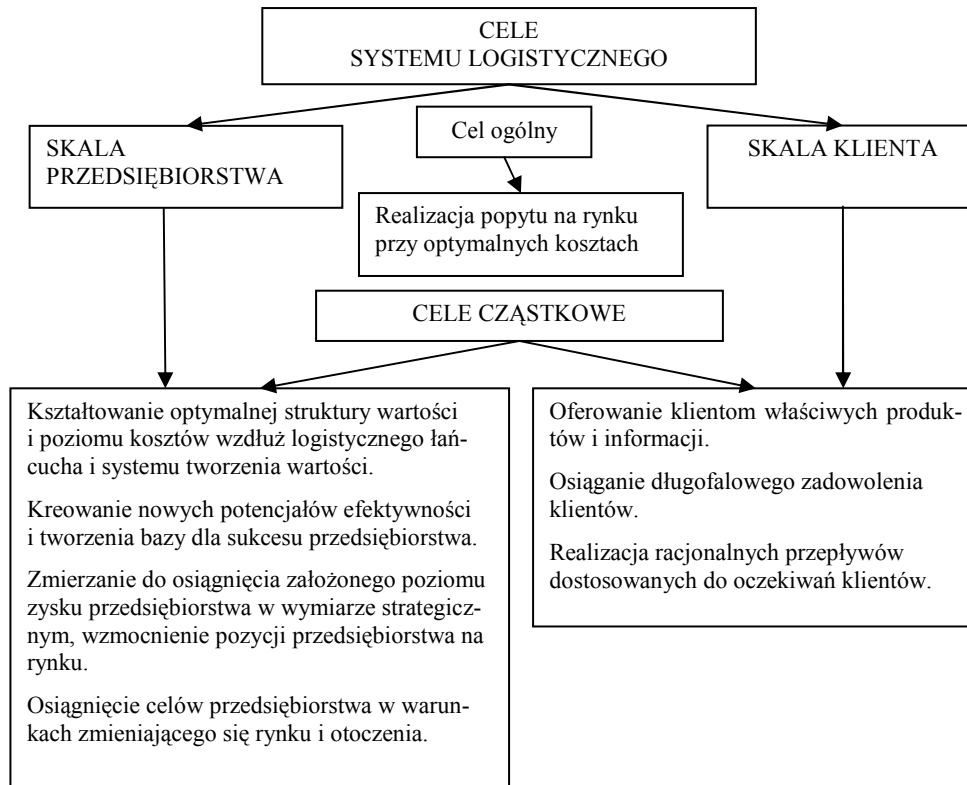 CELE
SYSTEMU LOGISTYCZNEGO
SKALA
PRZEDSIĘBIORSTWA
Cel ogólny
SKALA KLIENTA
Realizacja popytu na rynku
przy optymalnych kosztach
CELE CZĄSTKOWE
Kształtowanie optymalnej struktury wartości
i poziomu kosztów wzdłuż logistycznego łań-
cucha i systemu tworzenia wartości.
Kreowanie nowych potencjałów efektywności
i tworzenia bazy dla sukcesu przedsiębiorstwa.
Zmierzanie do osiągnięcia założonego poziomu
zysku przedsiębiorstwa w wymiarze strategicz-
nym, wzmocnienie pozycji przedsiębiorstwa na
rynku.
Osiągnięcie celów przedsiębiorstwa w warun-
kach zmieniającego się rynku i otoczenia.
Oferowanie klientom właściwych produk-
tów i informacji.
Osiąganie długofalowego zadowolenia
klientów.
Realizacja racjonalnych przepływów
dostosowanych do oczekiwań klientów.